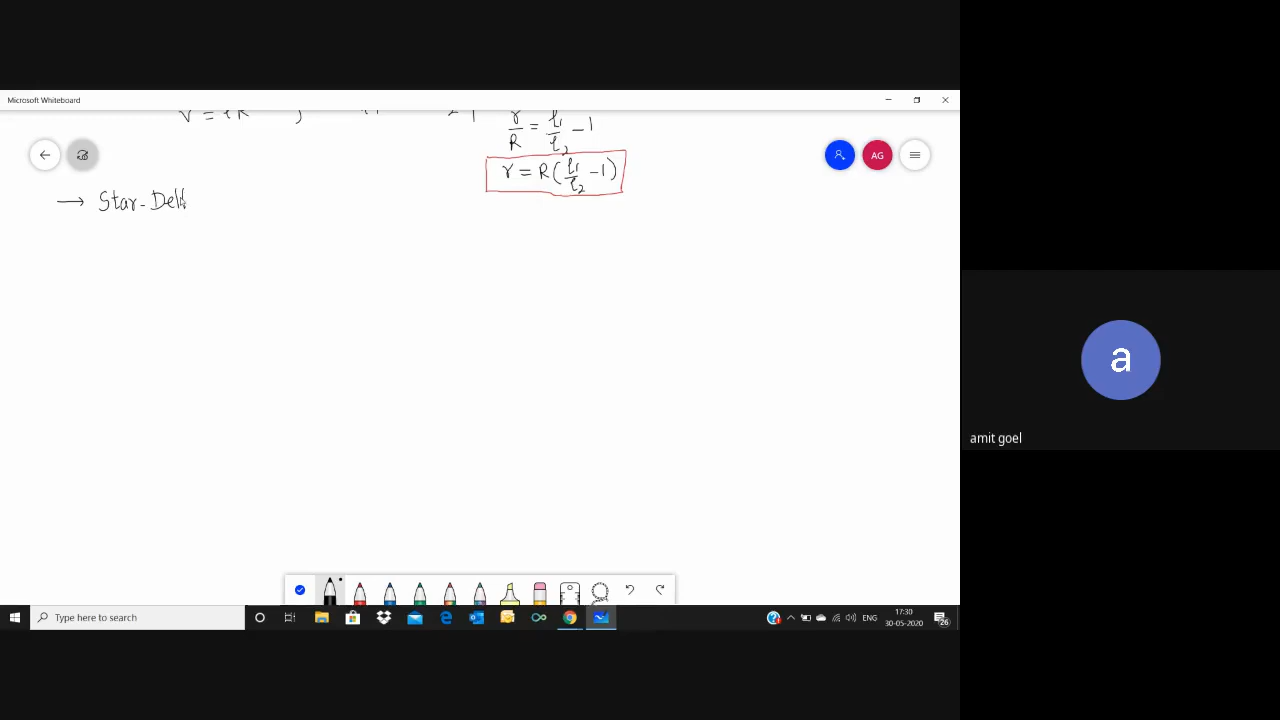 Microsoft Whiteboard
γ/R = l₁/l₂ - 1
AG
γ = R(l₁/l₂ - 1)
→ Star-Delt
a
amit goel
Type here to search
ENG
17:30
30-05-2020
26